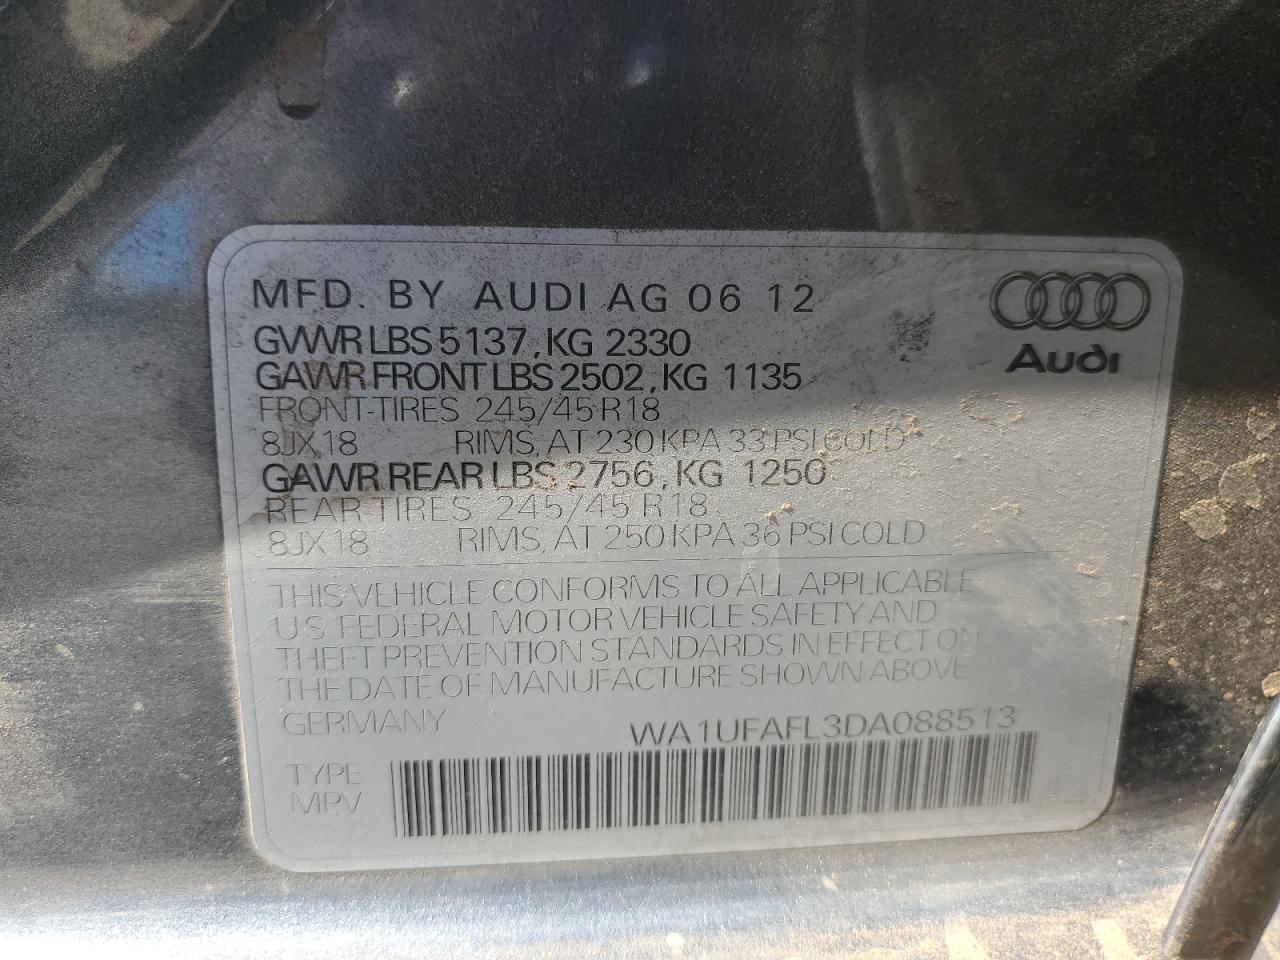 MFD. BY AUDI AG 06 12
GVWR LBS 5137, KG 2330
GAWR FRONT LBS 2502, KG 1135
FRONT-TIRES 245/45 R18
8JX18 RIMS, AT 230 KPA 33 PSI COLD
GAWR REAR LBS 2756, KG 1250
REAR TIRES 245/45 R18
8JX18 RIMS, AT 250 KPA 36 PSI COLD
Audi
THIS VEHICLE CONFORMS TO ALL APPLICABLE
U.S. FEDERAL MOTOR VEHICLE SAFETY AND
THEFT PREVENTION STANDARDS IN EFFECT ON
THE DATE OF MANUFACTURE SHOWN ABOVE
GERMANY WA1UFAFL3DA088513
TYPE
MPV